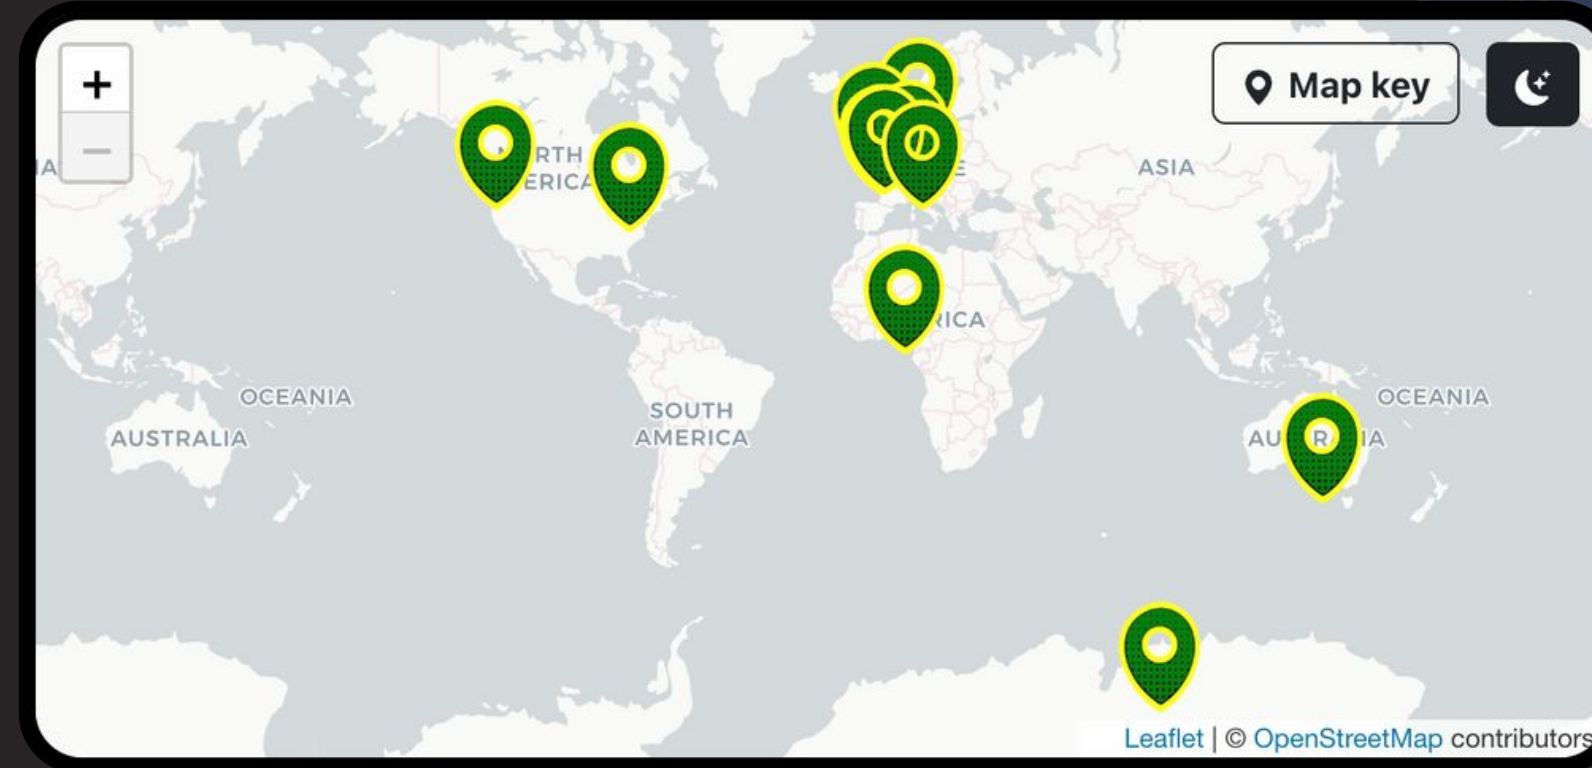 +
−
Map key
ASIA
OCEANIA
AUSTRALIA
SOUTH
AMERICA
OCEANIA
Leaflet | © OpenStreetMap contributors